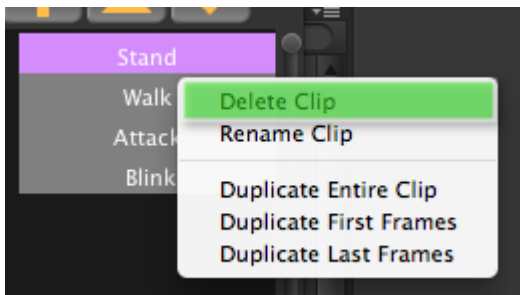 Stand
Walk
Attack
Blink
Delete Clip
Rename Clip
Duplicate Entire Clip
Duplicate First Frames
Duplicate Last Frames